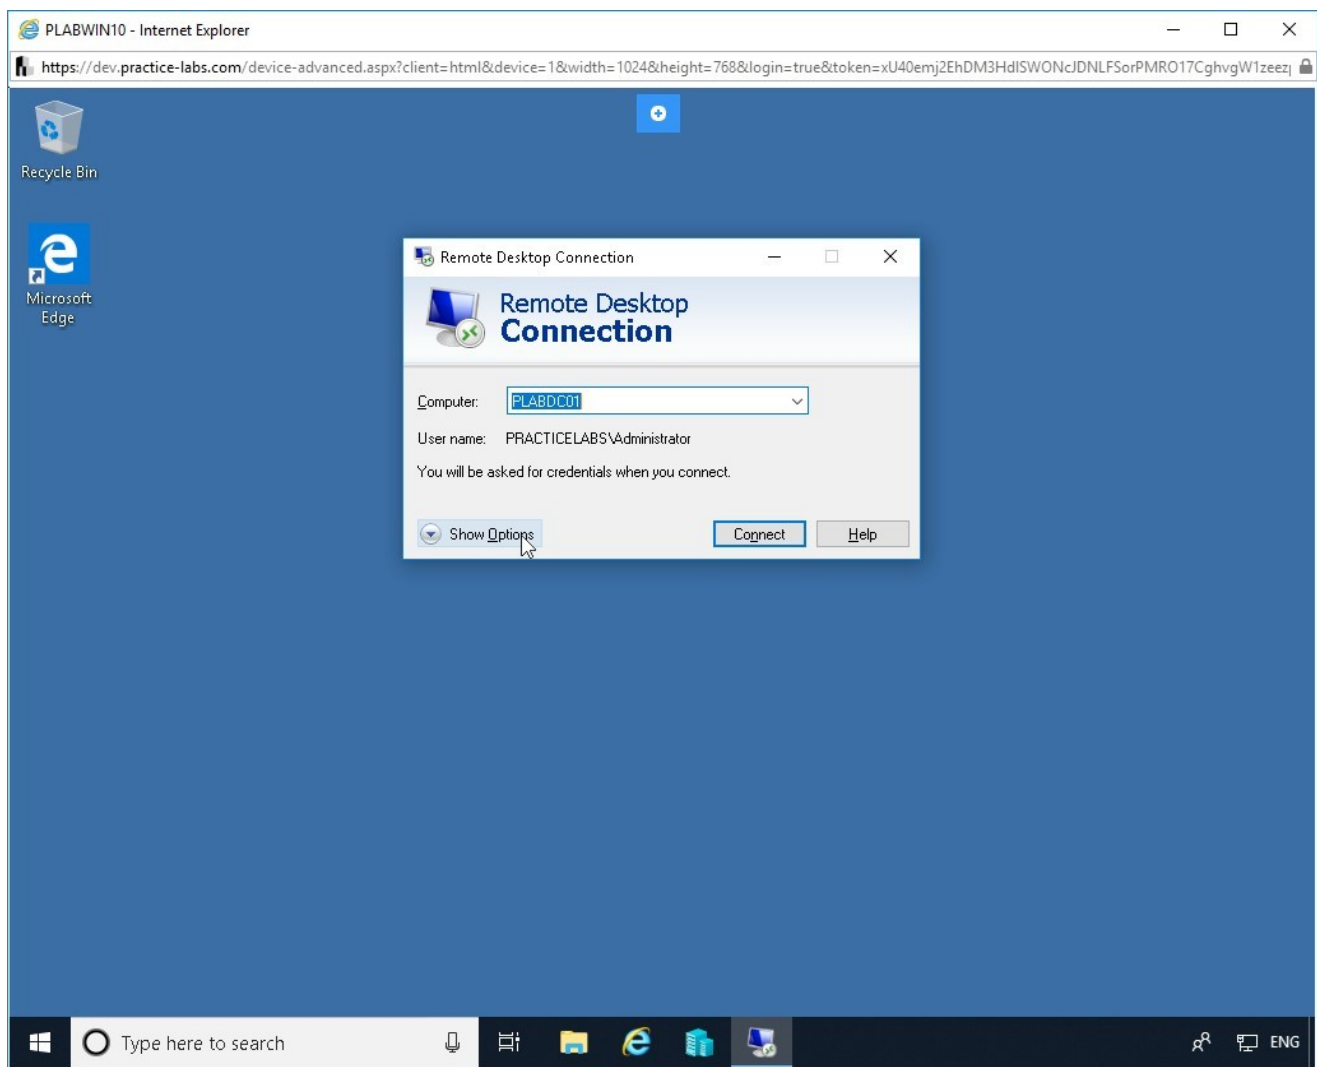 PLABWIN10 - Internet Explorer
https://dev.practice-labs.com/device-advanced.aspx?client=html&device=1&width=1024&height=768&login=true&token=xU40emj2EhDM3HdISWONcJDNLFSorPMRO17CghvgW1zeezp
Recycle Bin
Microsoft
Edge
Remote Desktop Connection
Remote Desktop
Connection
Computer: PLABDC01
User name: PRACTICELABS\Administrator
You will be asked for credentials when you connect.
Show Options Connect Help
Type here to search ENG